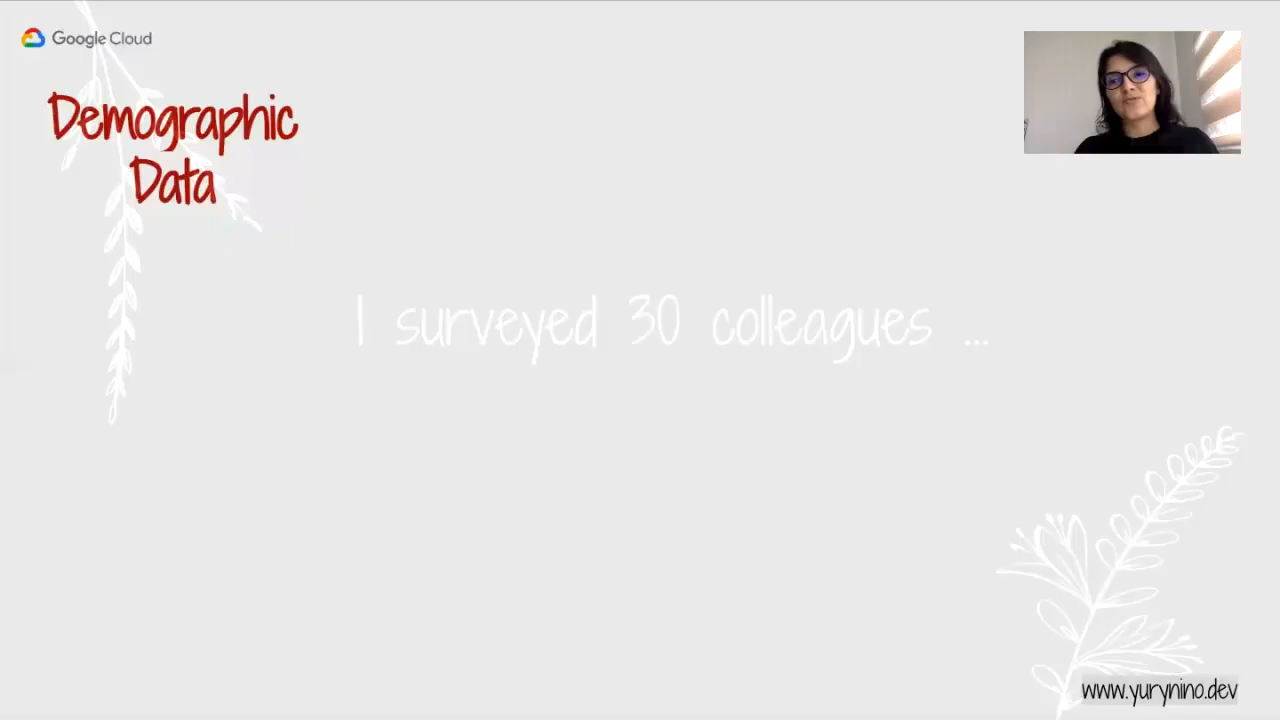 Google Cloud
Demographic
Data
I surveyed 30 colleagues ...
www.yurynino.dev